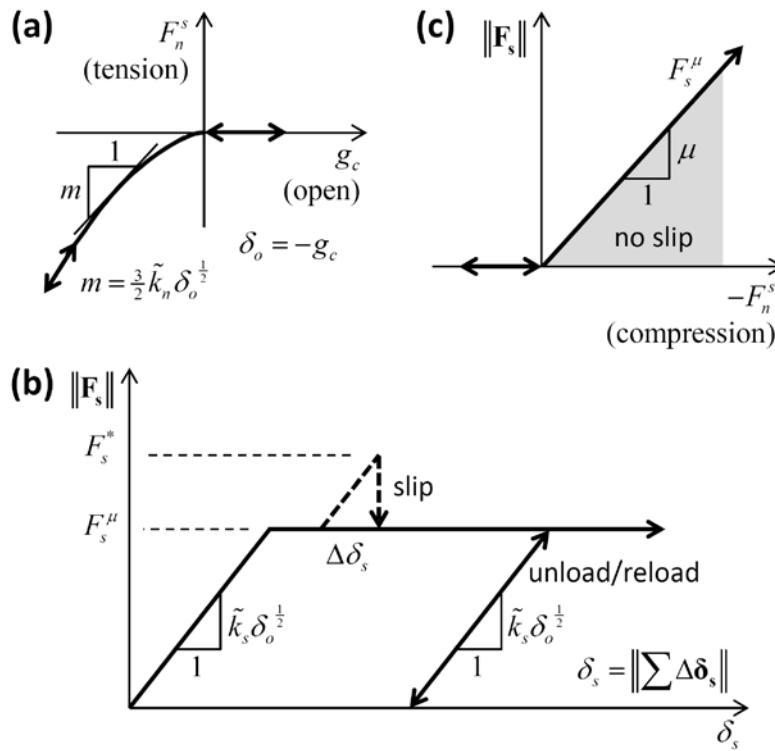 (a)
F_n^s
(tension)
g_c
(open)
1
m
δ_o = −g_c
m = 3/2 k̃_n δ_o^{1/2}
(c)
‖F_s‖
F_s^μ
μ
1
no slip
−F_n^s
(compression)
(b)
‖F_s‖
F_s^*
slip
F_s^μ
Δδ_s
unload/reload
k̃_s δ_o^{1/2}
1
k̃_s δ_o^{1/2}
1
δ_s = ‖∑ Δδ_s‖
δ_s